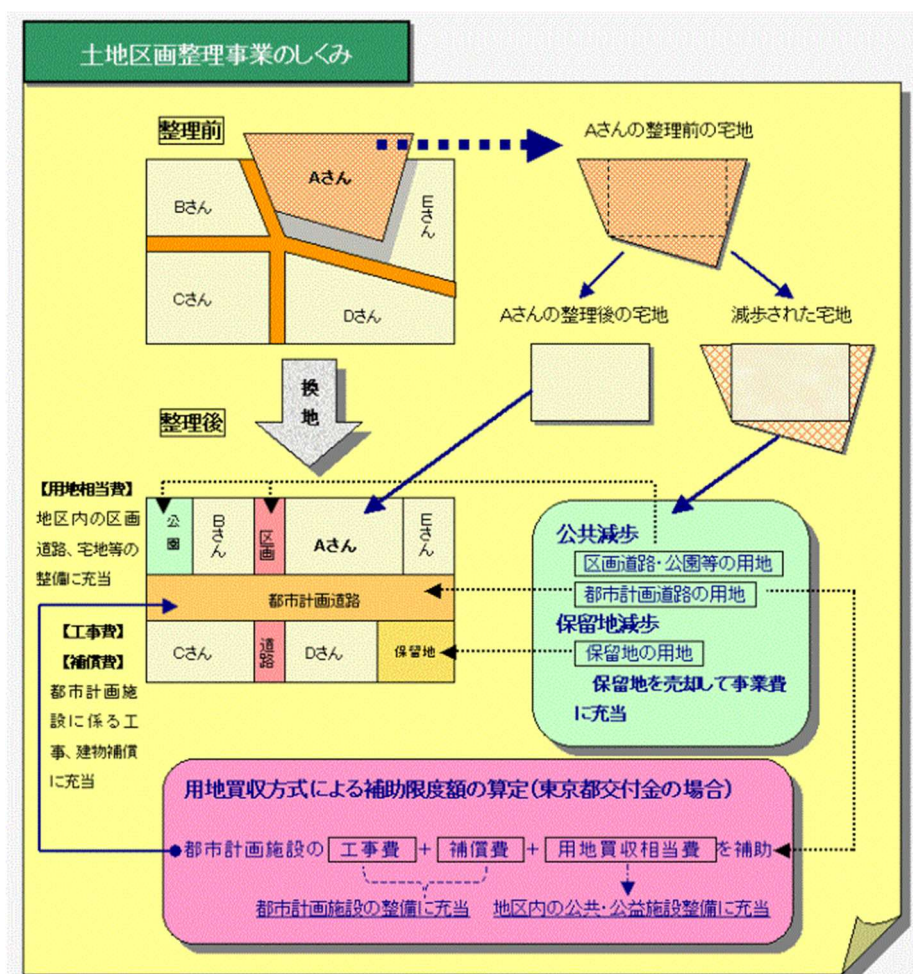 土地区画整理事業のしくみ
整理前
Aさん
Bさん
Cさん
Dさん
Eさん
Aさんの整理前の宅地
Aさんの整理後の宅地
減歩された宅地
換地
整理後
【用地相当費】
地区内の区画
道路、宅地等の
整備に充当
公園
Bさん
区画
Aさん
Eさん
都市計画道路
Cさん
道路
Dさん
保留地
公共減歩
区画道路・公園等の用地
都市計画道路の用地
保留地減歩
保留地の用地
保留地を売却して事業費
に充当
【工事費】
【補償費】
都市計画施
設に係る工
事、建物補償
に充当
用地買収方式による補助限度額の算定(東京都交付金の場合)
都市計画施設の 工事費 + 補償費 + 用地買収相当費 を補助
都市計画施設の整備に充当
地区内の公共・公益施設整備に充当